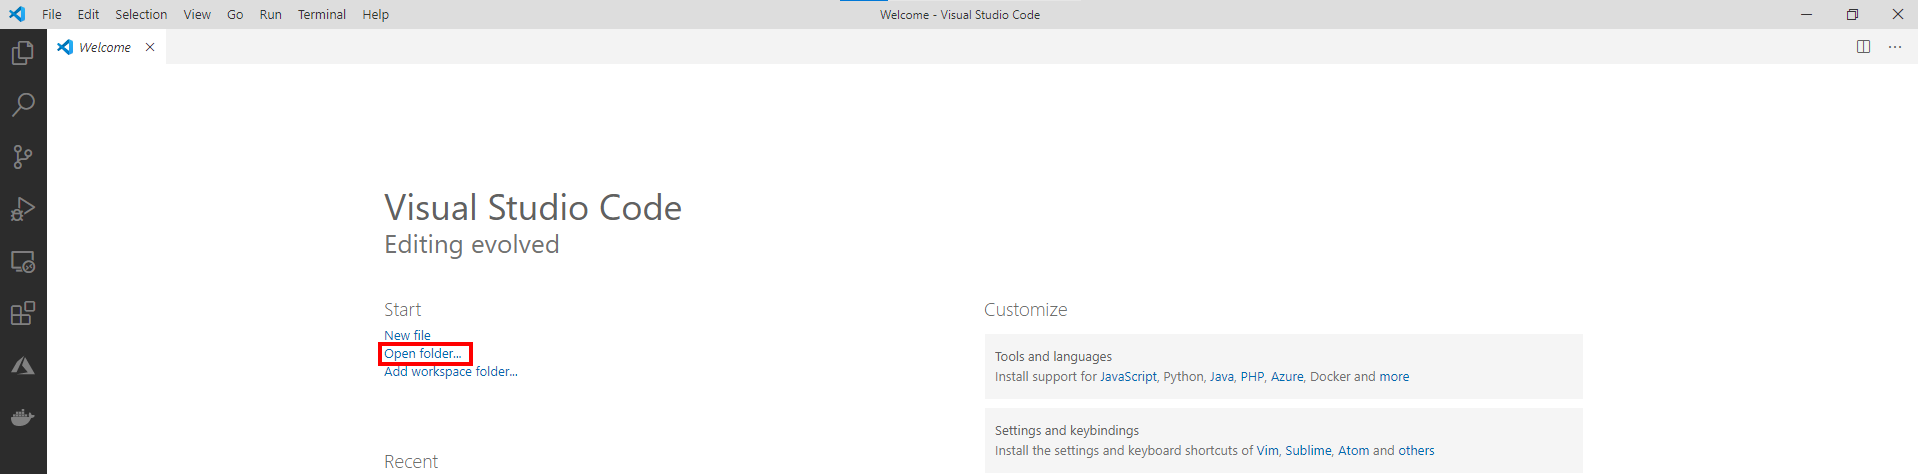 File Edit Selection View Go Run Terminal Help
Welcome - Visual Studio Code
Welcome
Visual Studio Code
Editing evolved
Start
New file
Open folder...
Add workspace folder...
Recent
Customize
Tools and languages
Install support for JavaScript, Python, Java, PHP, Azure, Docker and more
Settings and keybindings
Install the settings and keyboard shortcuts of Vim, Sublime, Atom and others